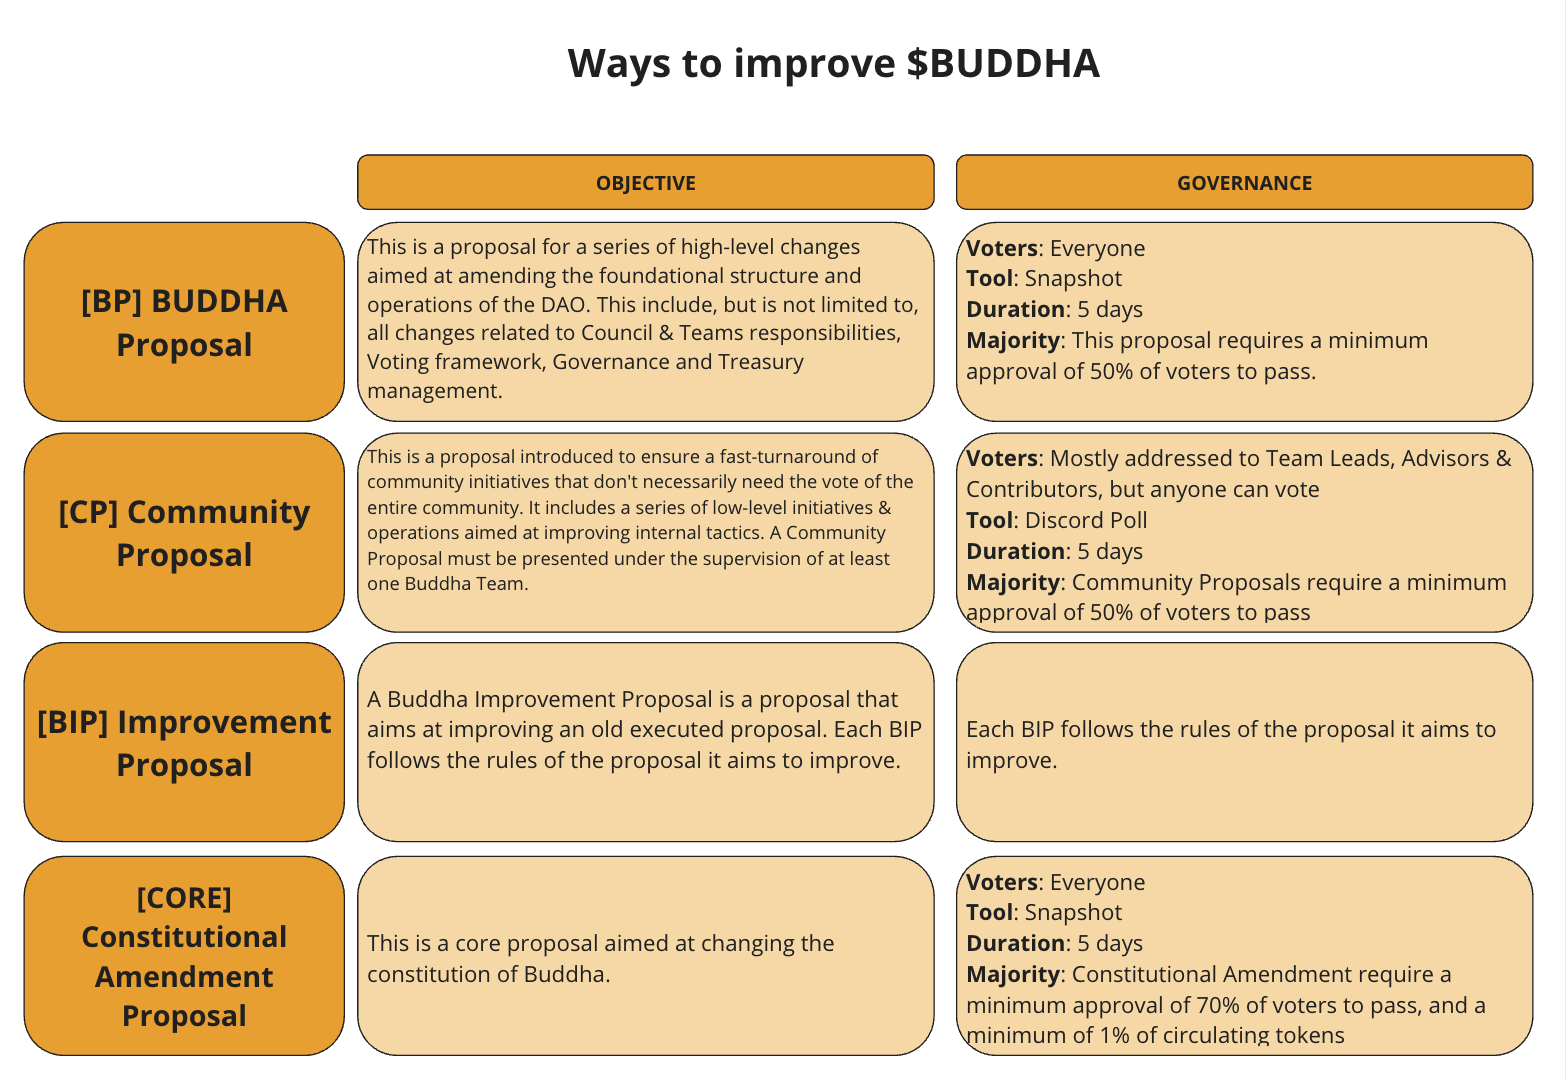 Ways to improve $BUDDHA
OBJECTIVE
GOVERNANCE
[BP] BUDDHA
Proposal
This is a proposal for a series of high-level changes
aimed at amending the foundational structure and
operations of the DAO. This include, but is not limited to,
all changes related to Council & Teams responsibilities,
Voting framework, Governance and Treasury
management.
Voters: Everyone
Tool: Snapshot
Duration: 5 days
Majority: This proposal requires a minimum
approval of 50% of voters to pass.
[CP] Community
Proposal
This is a proposal introduced to ensure a fast-turnaround of
community initiatives that don't necessarily need the vote of the
entire community. It includes a series of low-level initiatives &
operations aimed at improving internal tactics. A Community
Proposal must be presented under the supervision of at least
one Buddha Team.
Voters: Mostly addressed to Team Leads, Advisors &
Contributors, but anyone can vote
Tool: Discord Poll
Duration: 5 days
Majority: Community Proposals require a minimum
approval of 50% of voters to pass
[BIP] Improvement
Proposal
A Buddha Improvement Proposal is a proposal that
aims at improving an old executed proposal. Each BIP
follows the rules of the proposal it aims to improve.
Each BIP follows the rules of the proposal it aims to
improve.
[CORE]
Constitutional
Amendment
Proposal
This is a core proposal aimed at changing the
constitution of Buddha.
Voters: Everyone
Tool: Snapshot
Duration: 5 days
Majority: Constitutional Amendment require a
minimum approval of 70% of voters to pass, and a
minimum of 1% of circulating tokens